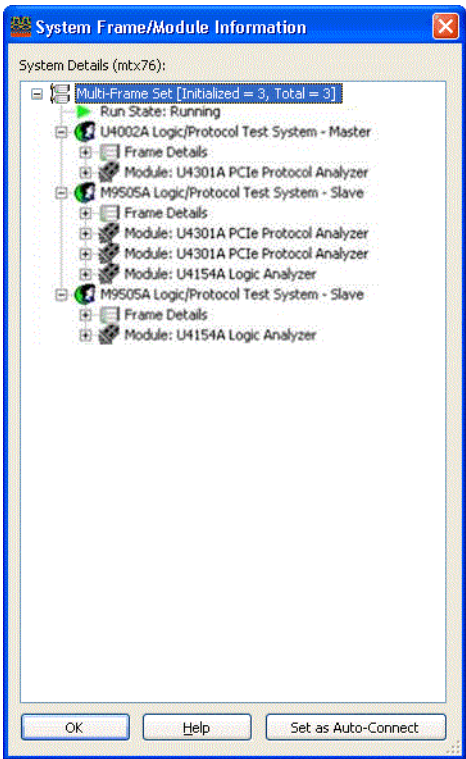 System Frame/Module Information
System Details (mtx76):
Multi-Frame Set [Initialized = 3, Total = 3]
Run State: Running
U4002A Logic/Protocol Test System - Master
Frame Details
Module: U4301A PCIe Protocol Analyzer
M9505A Logic/Protocol Test System - Slave
Frame Details
Module: U4301A PCIe Protocol Analyzer
Module: U4301A PCIe Protocol Analyzer
Module: U4154A Logic Analyzer
M9505A Logic/Protocol Test System - Slave
Frame Details
Module: U4154A Logic Analyzer
OK Help Set as Auto-Connect